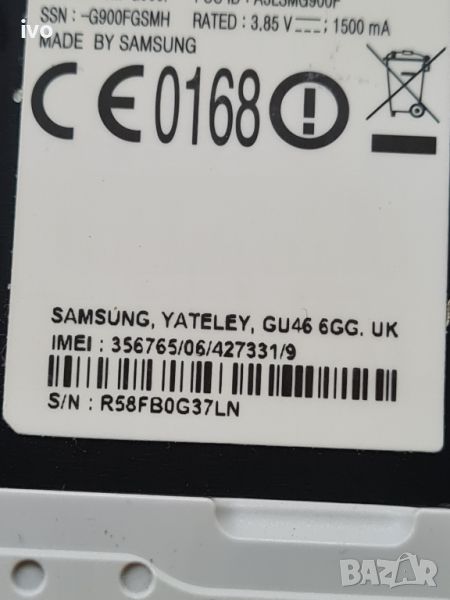 ivo
SSN : -G900FGSMH RATED : 3.85 V⎓; 1500 mA
MADE BY SAMSUNG
CE0168
SAMSUNG, YATELEY, GU46 6GG. UK
IMEI : 356765/06/427331/9
S/N : R58FB0G37LN
bazar